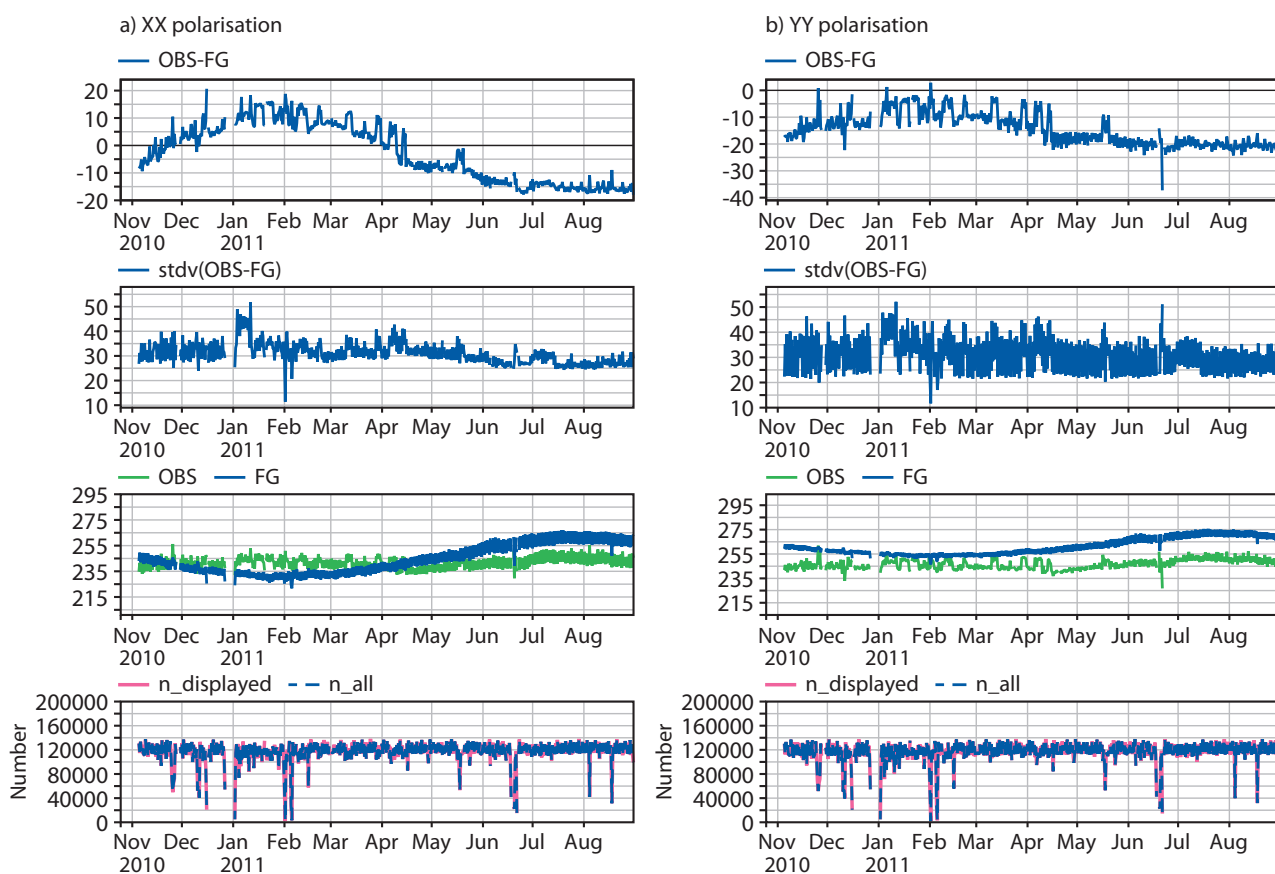 a) XX polarisation
OBS-FG
20
10
0
-10
-20
Nov Dec Jan Feb Mar Apr May Jun Jul Aug
2010 2011
stdv(OBS-FG)
50
40
30
20
10
Nov Dec Jan Feb Mar Apr May Jun Jul Aug
2010 2011
OBS FG
295
275
255
235
215
Nov Dec Jan Feb Mar Apr May Jun Jul Aug
2010 2011
n_displayed n_all
Number
200000
160000
120000
80000
40000
0
Nov Dec Jan Feb Mar Apr May Jun Jul Aug
2010 2011
b) YY polarisation
OBS-FG
0
-10
-20
-30
-40
Nov Dec Jan Feb Mar Apr May Jun Jul Aug
2010 2011
stdv(OBS-FG)
50
40
30
20
10
Nov Dec Jan Feb Mar Apr May Jun Jul Aug
2010 2011
OBS FG
295
275
255
235
215
Nov Dec Jan Feb Mar Apr May Jun Jul Aug
2010 2011
n_displayed n_all
Number
200000
160000
120000
80000
40000
0
Nov Dec Jan Feb Mar Apr May Jun Jul Aug
2010 2011